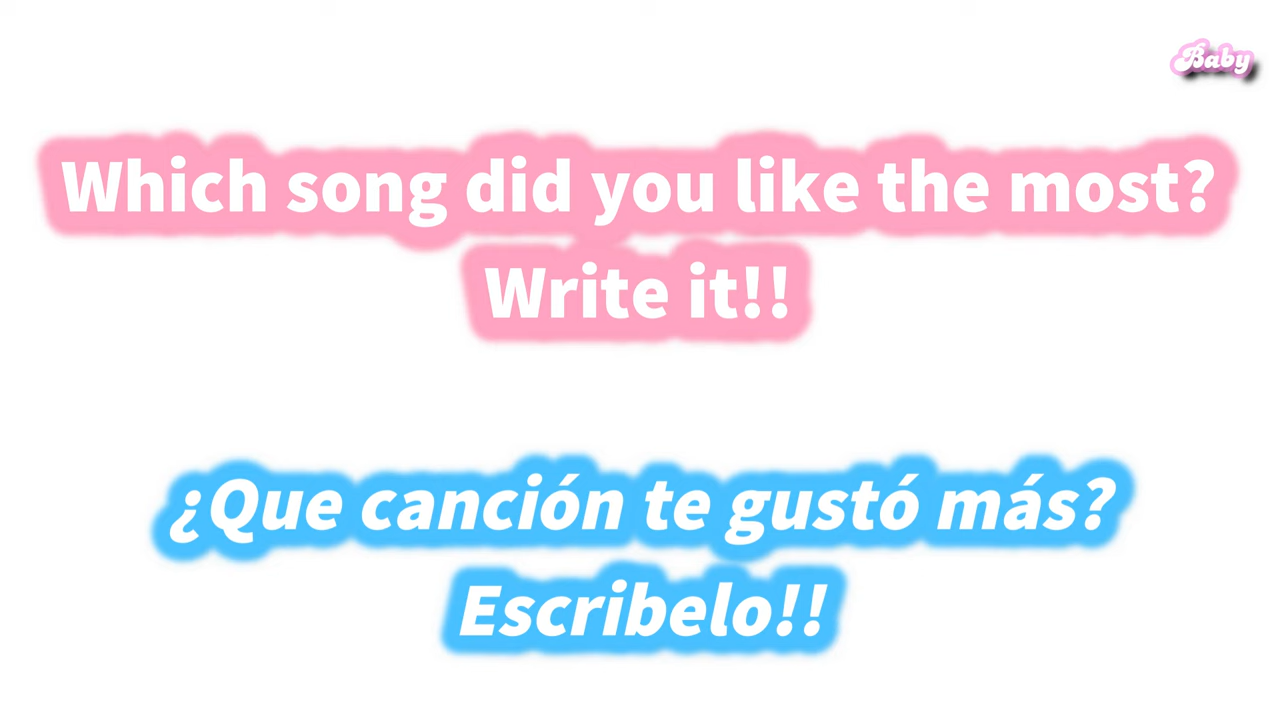 Baby
Which song did you like the most?
Write it!!
¿Que canción te gustó más?
Escribelo!!